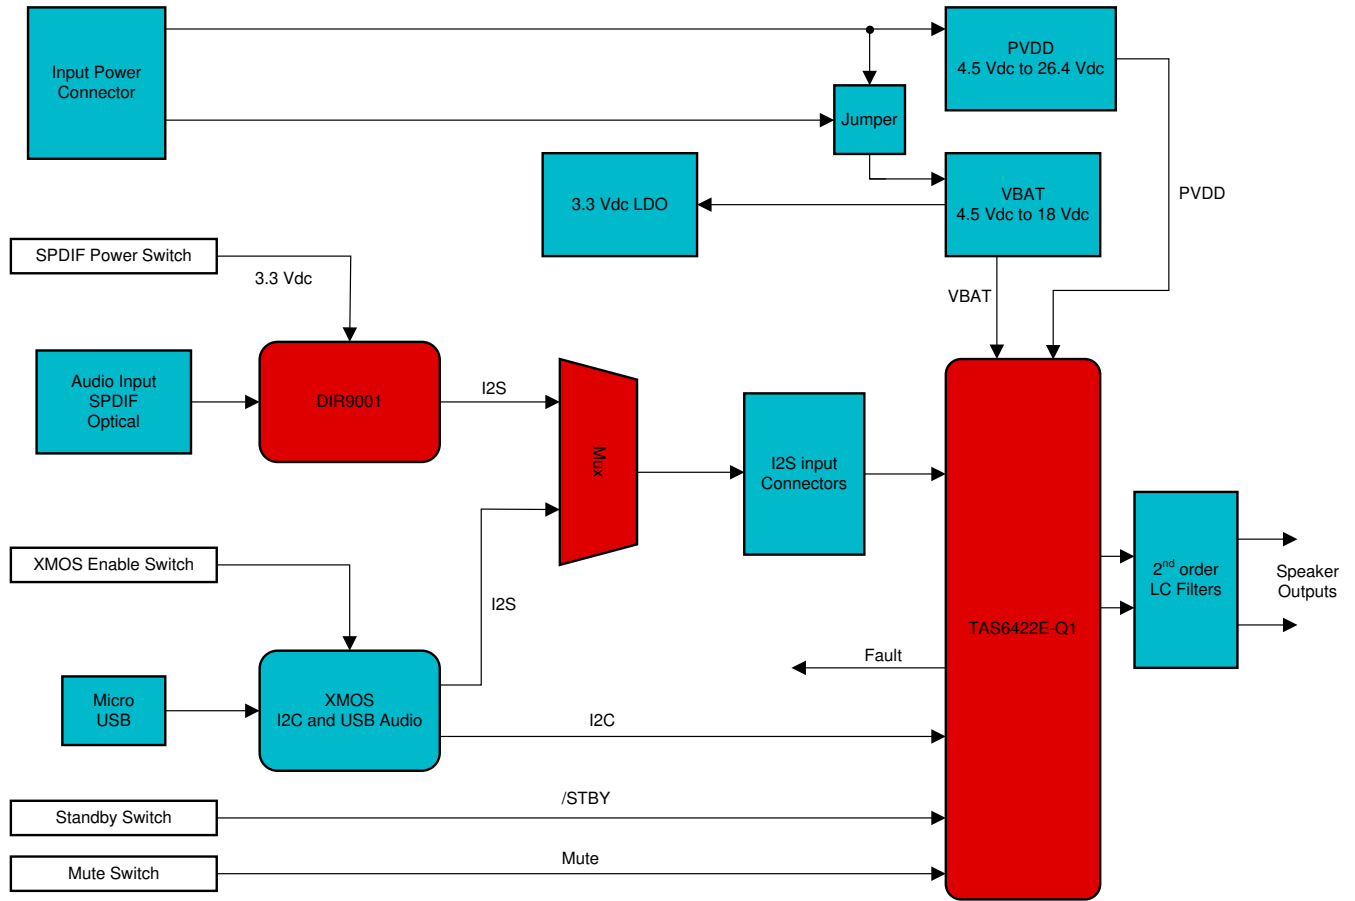 Input Power
Connector
PVDD
4.5 Vdc to 26.4 Vdc
Jumper
3.3 Vdc LDO
VBAT
4.5 Vdc to 18 Vdc
PVDD
SPDIF Power Switch
3.3 Vdc
VBAT
Audio Input
SPDIF
Optical
DIR9001
I2S
Mux
I2S input
Connectors
XMOS Enable Switch
I2S
2nd order
LC Filters
Speaker
Outputs
TAS6422E-Q1
Fault
Micro
USB
XMOS
I2C and USB Audio
I2C
/STBY
Standby Switch
Mute
Mute Switch